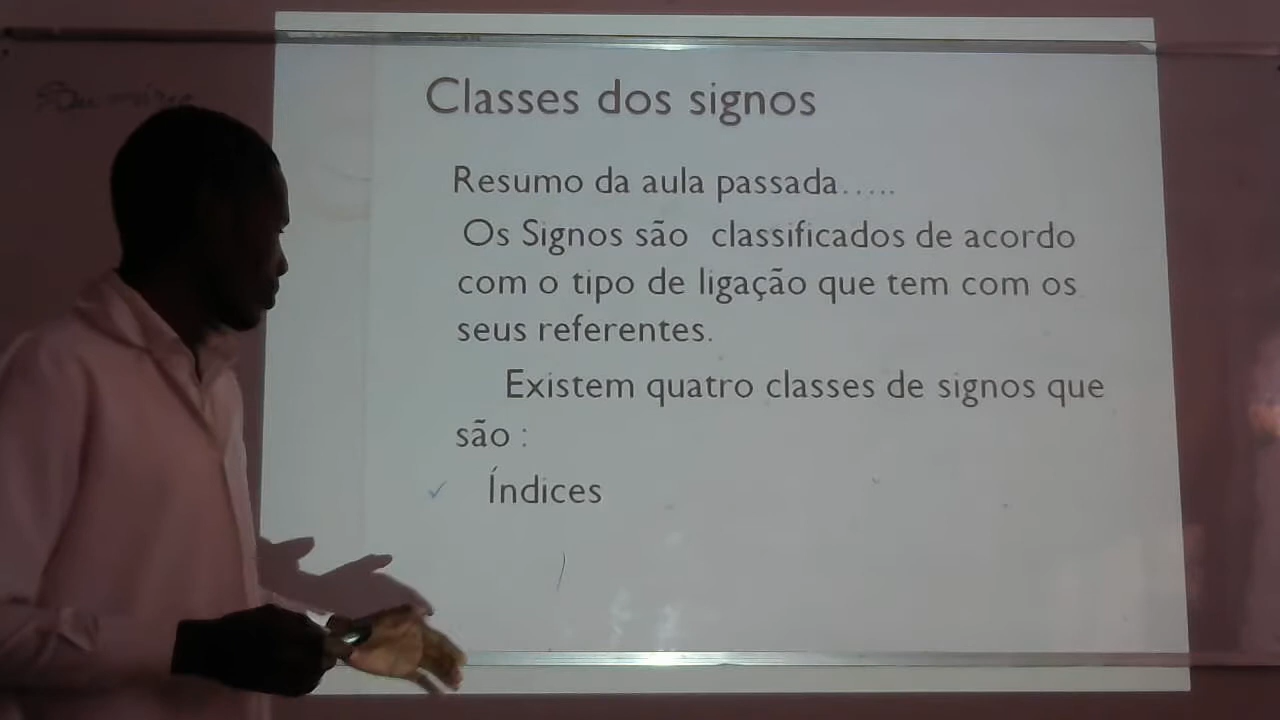 Classes dos signos
Resumo da aula passada.....
Os Signos são classificados de acordo
com o tipo de ligação que tem com os
seus referentes.
Existem quatro classes de signos que
são :
✓ Índices